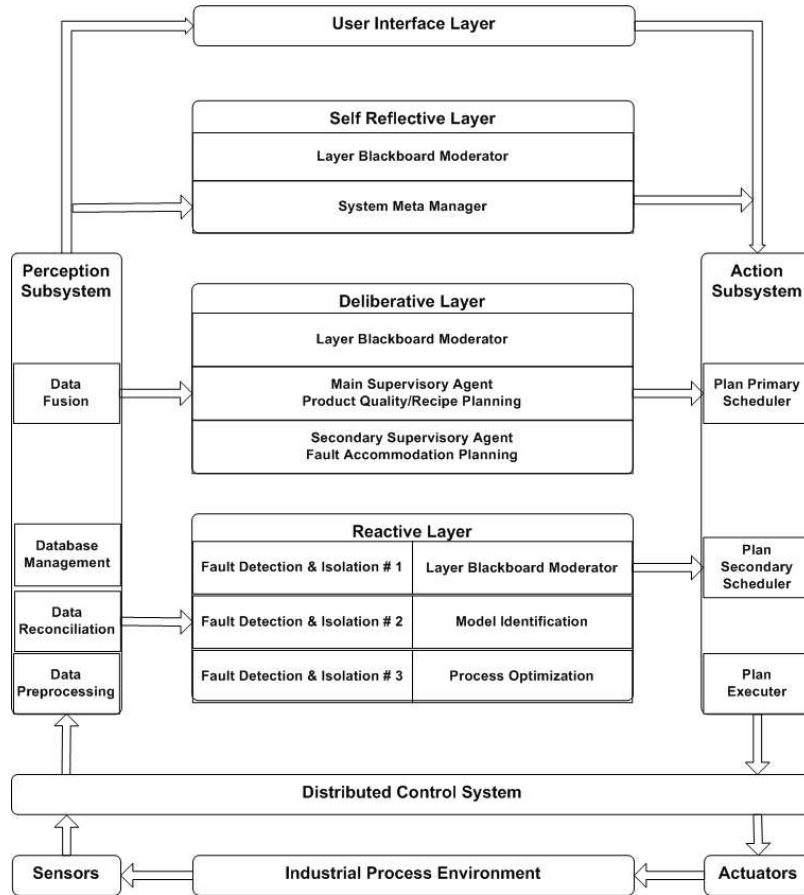 User Interface Layer
Self Reflective Layer
Layer Blackboard Moderator
System Meta Manager
Perception
Subsystem
Data
Fusion
Database
Management
Data
Reconciliation
Data
Preprocessing
Deliberative Layer
Layer Blackboard Moderator
Main Supervisory Agent
Product Quality/Recipe Planning
Secondary Supervisory Agent
Fault Accommodation Planning
Reactive Layer
Fault Detection & Isolation # 1
Layer Blackboard Moderator
Fault Detection & Isolation # 2
Model Identification
Fault Detection & Isolation # 3
Process Optimization
Action
Subsystem
Plan Primary
Scheduler
Plan
Secondary
Scheduler
Plan
Executer
Distributed Control System
Sensors
Industrial Process Environment
Actuators